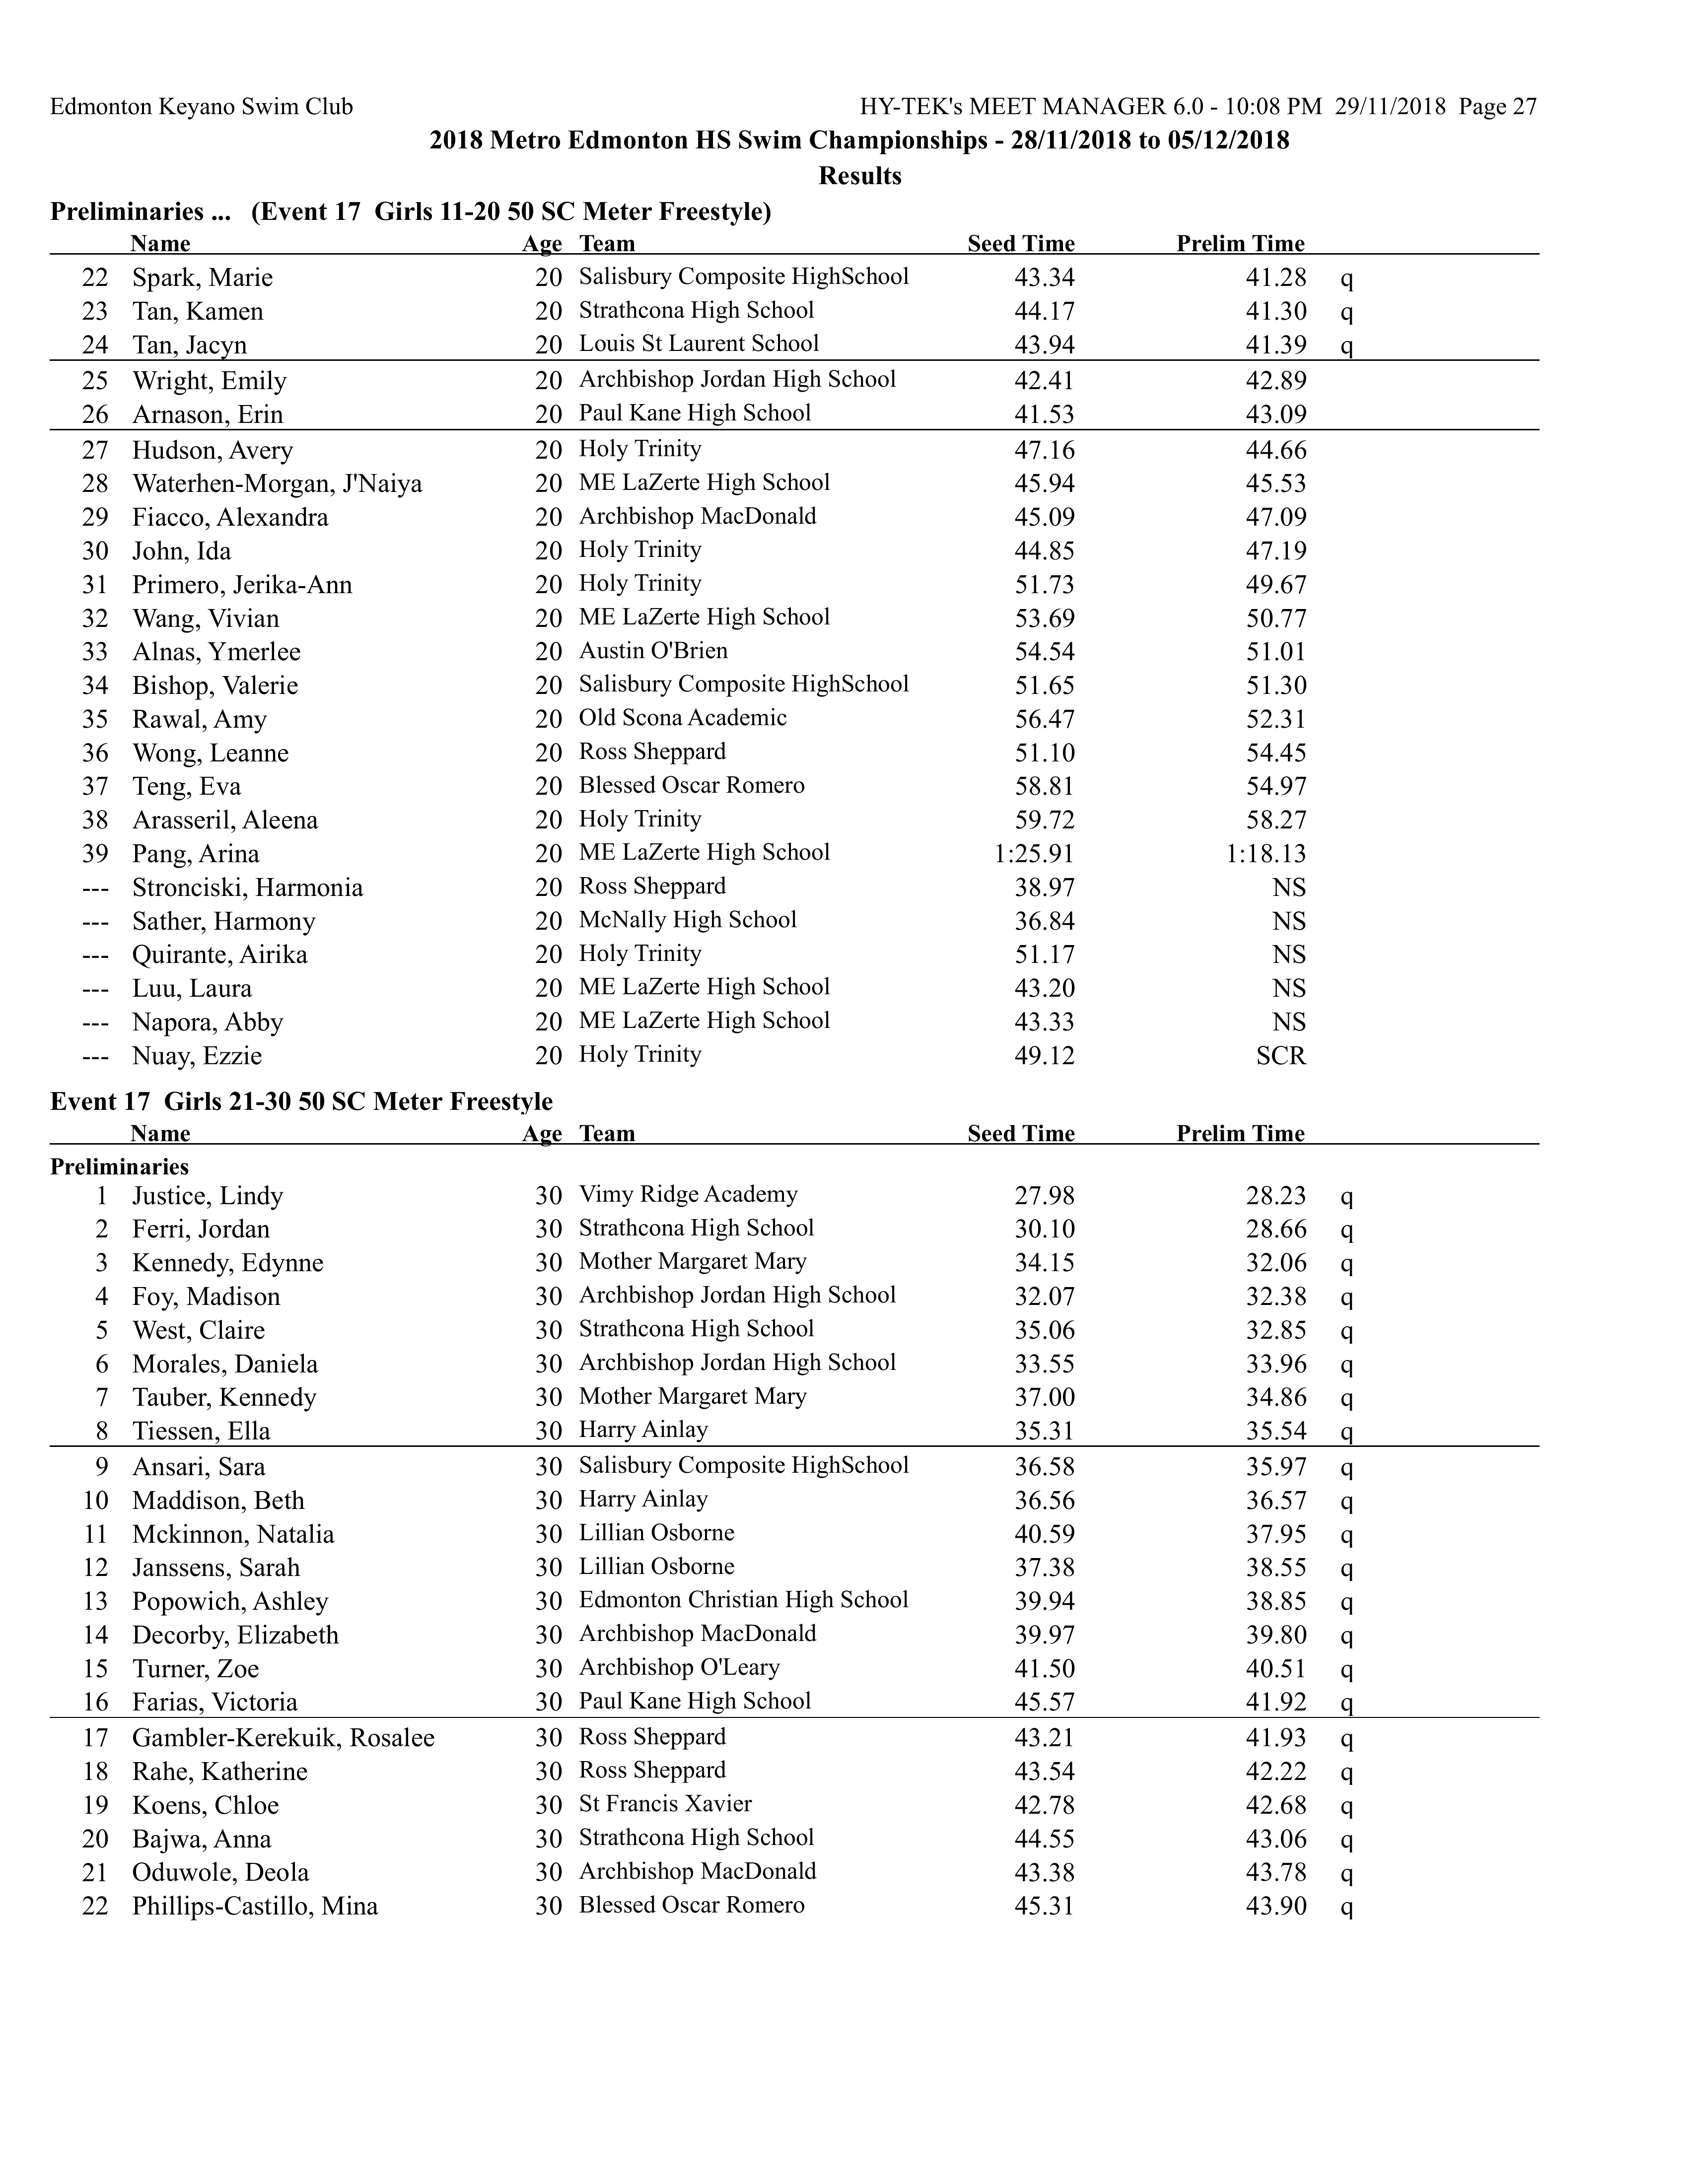 Edmonton Keyano Swim Club HY-TEK's MEET MANAGER 6.0 - 10:08 PM 29/11/2018 Page 27
2018 Metro Edmonton HS Swim Championships - 28/11/2018 to 05/12/2018
Results
Preliminaries ... (Event 17 Girls 11-20 50 SC Meter Freestyle)
Name Age Team Seed Time Prelim Time
22 Spark, Marie 20 Salisbury Composite HighSchool 43.34 41.28 q
23 Tan, Kamen 20 Strathcona High School 44.17 41.30 q
24 Tan, Jacyn 20 Louis St Laurent School 43.94 41.39 q
25 Wright, Emily 20 Archbishop Jordan High School 42.41 42.89
26 Arnason, Erin 20 Paul Kane High School 41.53 43.09
27 Hudson, Avery 20 Holy Trinity 47.16 44.66
28 Waterhen-Morgan, J'Naiya 20 ME LaZerte High School 45.94 45.53
29 Fiacco, Alexandra 20 Archbishop MacDonald 45.09 47.09
30 John, Ida 20 Holy Trinity 44.85 47.19
31 Primero, Jerika-Ann 20 Holy Trinity 51.73 49.67
32 Wang, Vivian 20 ME LaZerte High School 53.69 50.77
33 Alnas, Ymerlee 20 Austin O'Brien 54.54 51.01
34 Bishop, Valerie 20 Salisbury Composite HighSchool 51.65 51.30
35 Rawal, Amy 20 Old Scona Academic 56.47 52.31
36 Wong, Leanne 20 Ross Sheppard 51.10 54.45
37 Teng, Eva 20 Blessed Oscar Romero 58.81 54.97
38 Arasseril, Aleena 20 Holy Trinity 59.72 58.27
39 Pang, Arina 20 ME LaZerte High School 1:25.91 1:18.13
--- Stronciski, Harmonia 20 Ross Sheppard 38.97 NS
--- Sather, Harmony 20 McNally High School 36.84 NS
--- Quirante, Airika 20 Holy Trinity 51.17 NS
--- Luu, Laura 20 ME LaZerte High School 43.20 NS
--- Napora, Abby 20 ME LaZerte High School 43.33 NS
--- Nuay, Ezzie 20 Holy Trinity 49.12 SCR
Event 17 Girls 21-30 50 SC Meter Freestyle
Name Age Team Seed Time Prelim Time
Preliminaries
1 Justice, Lindy 30 Vimy Ridge Academy 27.98 28.23 q
2 Ferri, Jordan 30 Strathcona High School 30.10 28.66 q
3 Kennedy, Edynne 30 Mother Margaret Mary 34.15 32.06 q
4 Foy, Madison 30 Archbishop Jordan High School 32.07 32.38 q
5 West, Claire 30 Strathcona High School 35.06 32.85 q
6 Morales, Daniela 30 Archbishop Jordan High School 33.55 33.96 q
7 Tauber, Kennedy 30 Mother Margaret Mary 37.00 34.86 q
8 Tiessen, Ella 30 Harry Ainlay 35.31 35.54 q
9 Ansari, Sara 30 Salisbury Composite HighSchool 36.58 35.97 q
10 Maddison, Beth 30 Harry Ainlay 36.56 36.57 q
11 Mckinnon, Natalia 30 Lillian Osborne 40.59 37.95 q
12 Janssens, Sarah 30 Lillian Osborne 37.38 38.55 q
13 Popowich, Ashley 30 Edmonton Christian High School 39.94 38.85 q
14 Decorby, Elizabeth 30 Archbishop MacDonald 39.97 39.80 q
15 Turner, Zoe 30 Archbishop O'Leary 41.50 40.51 q
16 Farias, Victoria 30 Paul Kane High School 45.57 41.92 q
17 Gambler-Kerekuik, Rosalee 30 Ross Sheppard 43.21 41.93 q
18 Rahe, Katherine 30 Ross Sheppard 43.54 42.22 q
19 Koens, Chloe 30 St Francis Xavier 42.78 42.68 q
20 Bajwa, Anna 30 Strathcona High School 44.55 43.06 q
21 Oduwole, Deola 30 Archbishop MacDonald 43.38 43.78 q
22 Phillips-Castillo, Mina 30 Blessed Oscar Romero 45.31 43.90 q